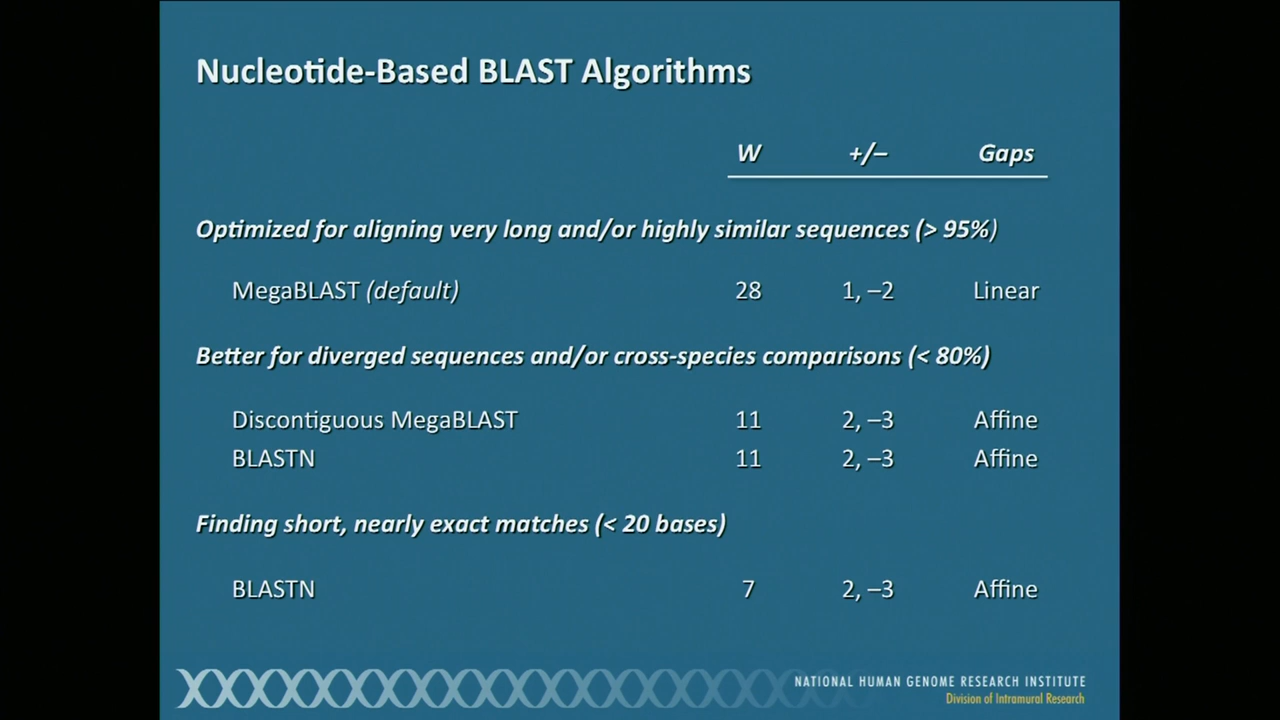 Nucleotide-Based BLAST Algorithms
W +/– Gaps
Optimized for aligning very long and/or highly similar sequences (> 95%)
MegaBLAST (default) 28 1, –2 Linear
Better for diverged sequences and/or cross-species comparisons (< 80%)
Discontiguous MegaBLAST 11 2, –3 Affine
BLASTN 11 2, –3 Affine
Finding short, nearly exact matches (< 20 bases)
BLASTN 7 2, –3 Affine
NATIONAL HUMAN GENOME RESEARCH INSTITUTE
Division of Intramural Research